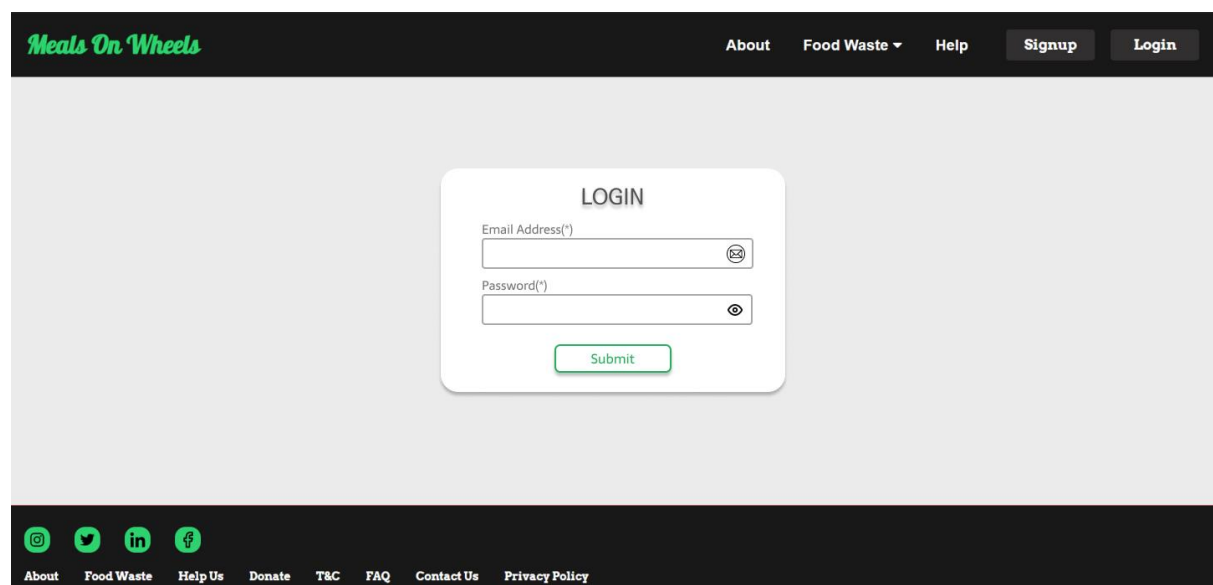 Meals On Wheels About Food Waste Help Signup Login
LOGIN
Email Address(*)
Password(*)
Submit
in
About Food Waste Help Us Donate T&C FAQ Contact Us Privacy Policy